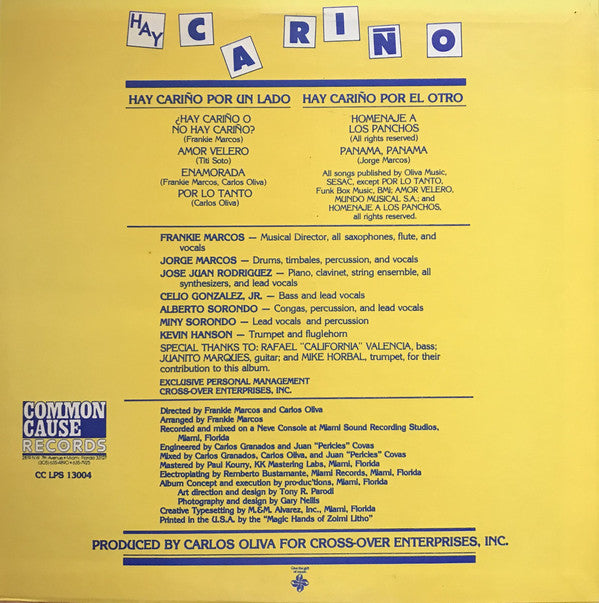 HAY CARIÑO
HAY CARIÑO POR UN LADO
¿HAY CARIÑO O
NO HAY CARIÑO?
(Frankie Marcos)
AMOR VELERO
(Titi Soto)
ENAMORADA
(Frankie Marcos, Carlos Oliva)
POR LO TANTO
(Carlos Oliva)
HAY CARIÑO POR EL OTRO
HOMENAJE A
LOS PANCHOS
(All rights reserved)
PANAMA, PANAMA
(Jorge Marcos)
All songs published by Oliva Music,
SESAC, except POR LO TANTO,
Funk Box Music, BMI; AMOR VELERO,
MUNDO MUSICAL S.A.; and
HOMENAJE A LOS PANCHOS,
all rights reserved.
FRANKIE MARCOS — Musical Director, all saxophones, flute, and
vocals
JORGE MARCOS — Drums, timbales, percussion, and vocals
JOSE JUAN RODRIGUEZ — Piano, clavinet, string ensemble, all
synthesizers, and lead vocals
CELIO GONZALEZ, JR. — Bass and lead vocals
ALBERTO SORONDO — Congas, percussion, and lead vocals
MINY SORONDO — Lead vocals and percussion
KEVIN HANSON — Trumpet and fluglehorn
SPECIAL THANKS TO: RAFAEL "CALIFORNIA" VALENCIA, bass;
JUANITO MARQUES, guitar; and MIKE HORBAL, trumpet, for their
contribution to this album.
EXCLUSIVE PERSONAL MANAGEMENT
CROSS-OVER ENTERPRISES, INC.
COMMON
CAUSE
RECORDS
CC LPS 13004
Directed by Frankie Marcos and Carlos Oliva
Arranged by Frankie Marcos
Recorded and mixed on a Neve Console at Miami Sound Recording Studios,
Miami, Florida
Engineered by Carlos Granados and Juan "Pericles" Covas
Mixed by Carlos Granados, Carlos Oliva, and Juan "Pericles" Covas
Mastered by Paul Koury, KK Mastering Labs, Miami, Florida
Electroplating by Remberto Bustamante, Miami Records, Miami, Florida
Album Concept and execution by pro•duc'tions, Miami, Florida
Art direction and design by Tony R. Parodi
Photography and design by Gary Nellis
Creative Typesetting by M.&M. Alvarez, Inc., Miami, Florida
Printed in the U.S.A. by the "Magic Hands of Zoimi Litho"
PRODUCED BY CARLOS OLIVA FOR CROSS-OVER ENTERPRISES, INC.
Give the gift
of music.